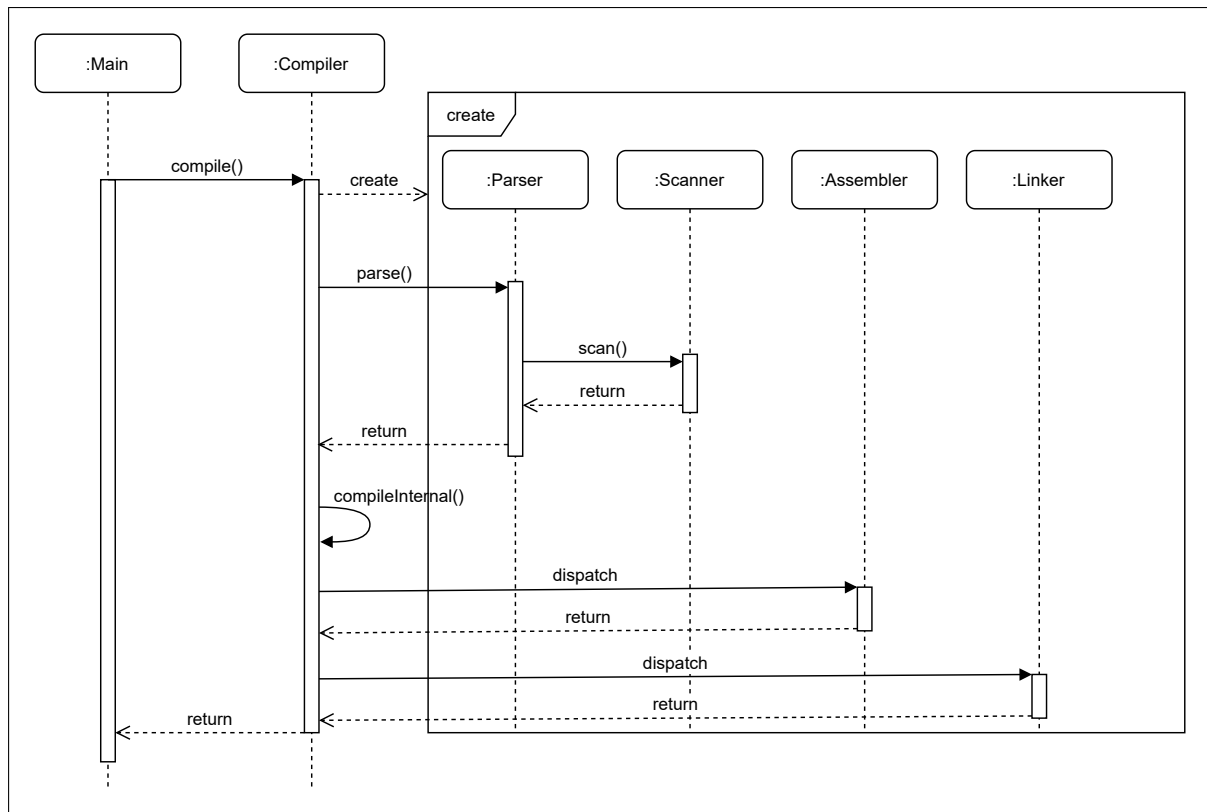 :Main
:Compiler
create
compile()
create
:Parser
:Scanner
:Assembler
:Linker
parse()
scan()
return
return
compileInternal()
dispatch
return
dispatch
return
return